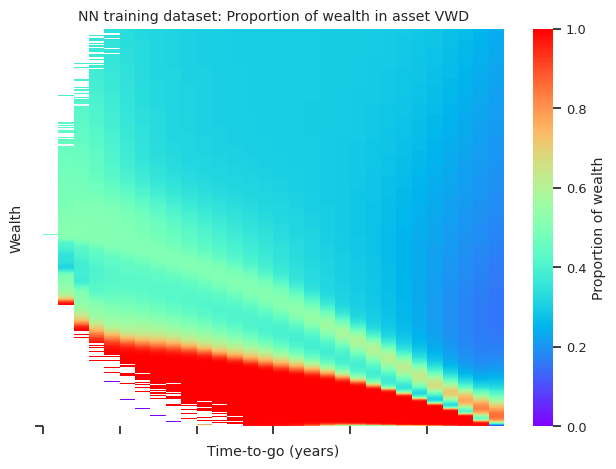 NN training dataset: Proportion of wealth in asset VWD
1.0
0.8
0.6
0.4
0.2
0.0
Proportion of wealth
Wealth
Time-to-go (years)